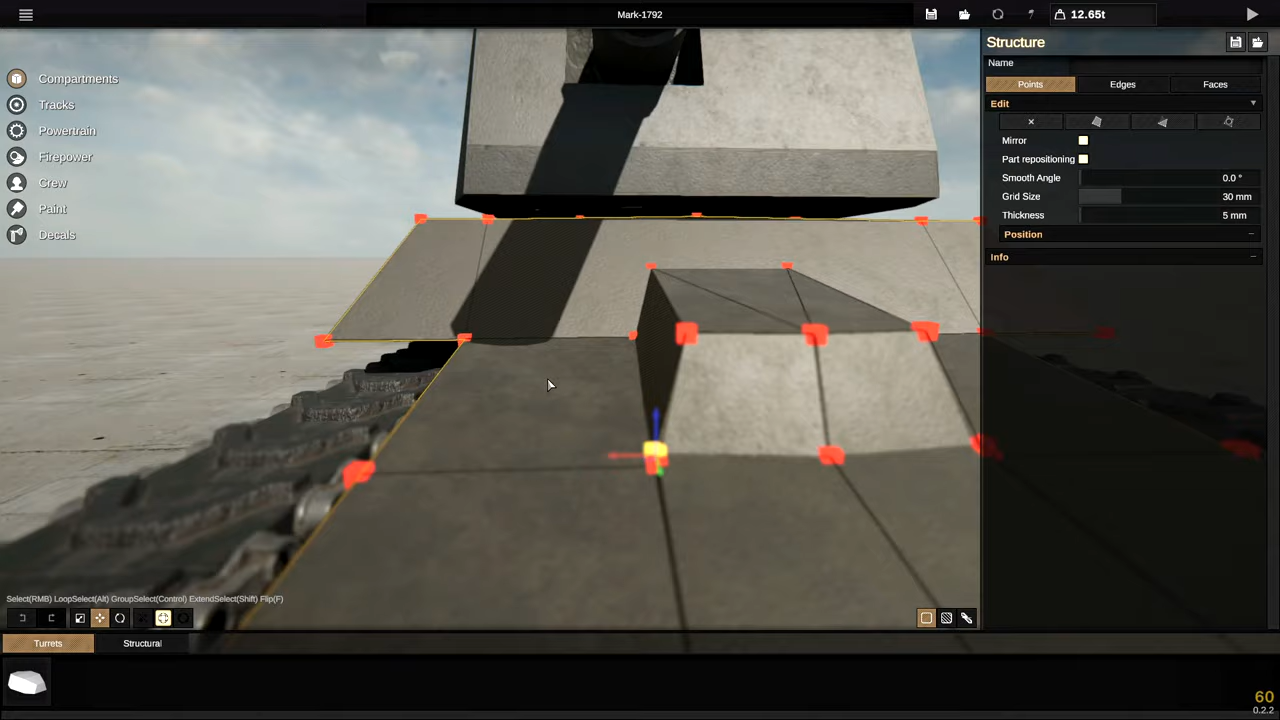 Mark-1792
12.65t
Compartments
Tracks
Powertrain
Firepower
Crew
Paint
Decals
Structure
Name
Points Edges Faces
Edit
Mirror
Part repositioning
Smooth Angle 0.0 °
Grid Size 30 mm
Thickness 5 mm
Position
Info
Select(RMB) LoopSelect(Alt) GroupSelect(Control) ExtendSelect(Shift) Flip(F)
Turrets Structural
60
0.2.2